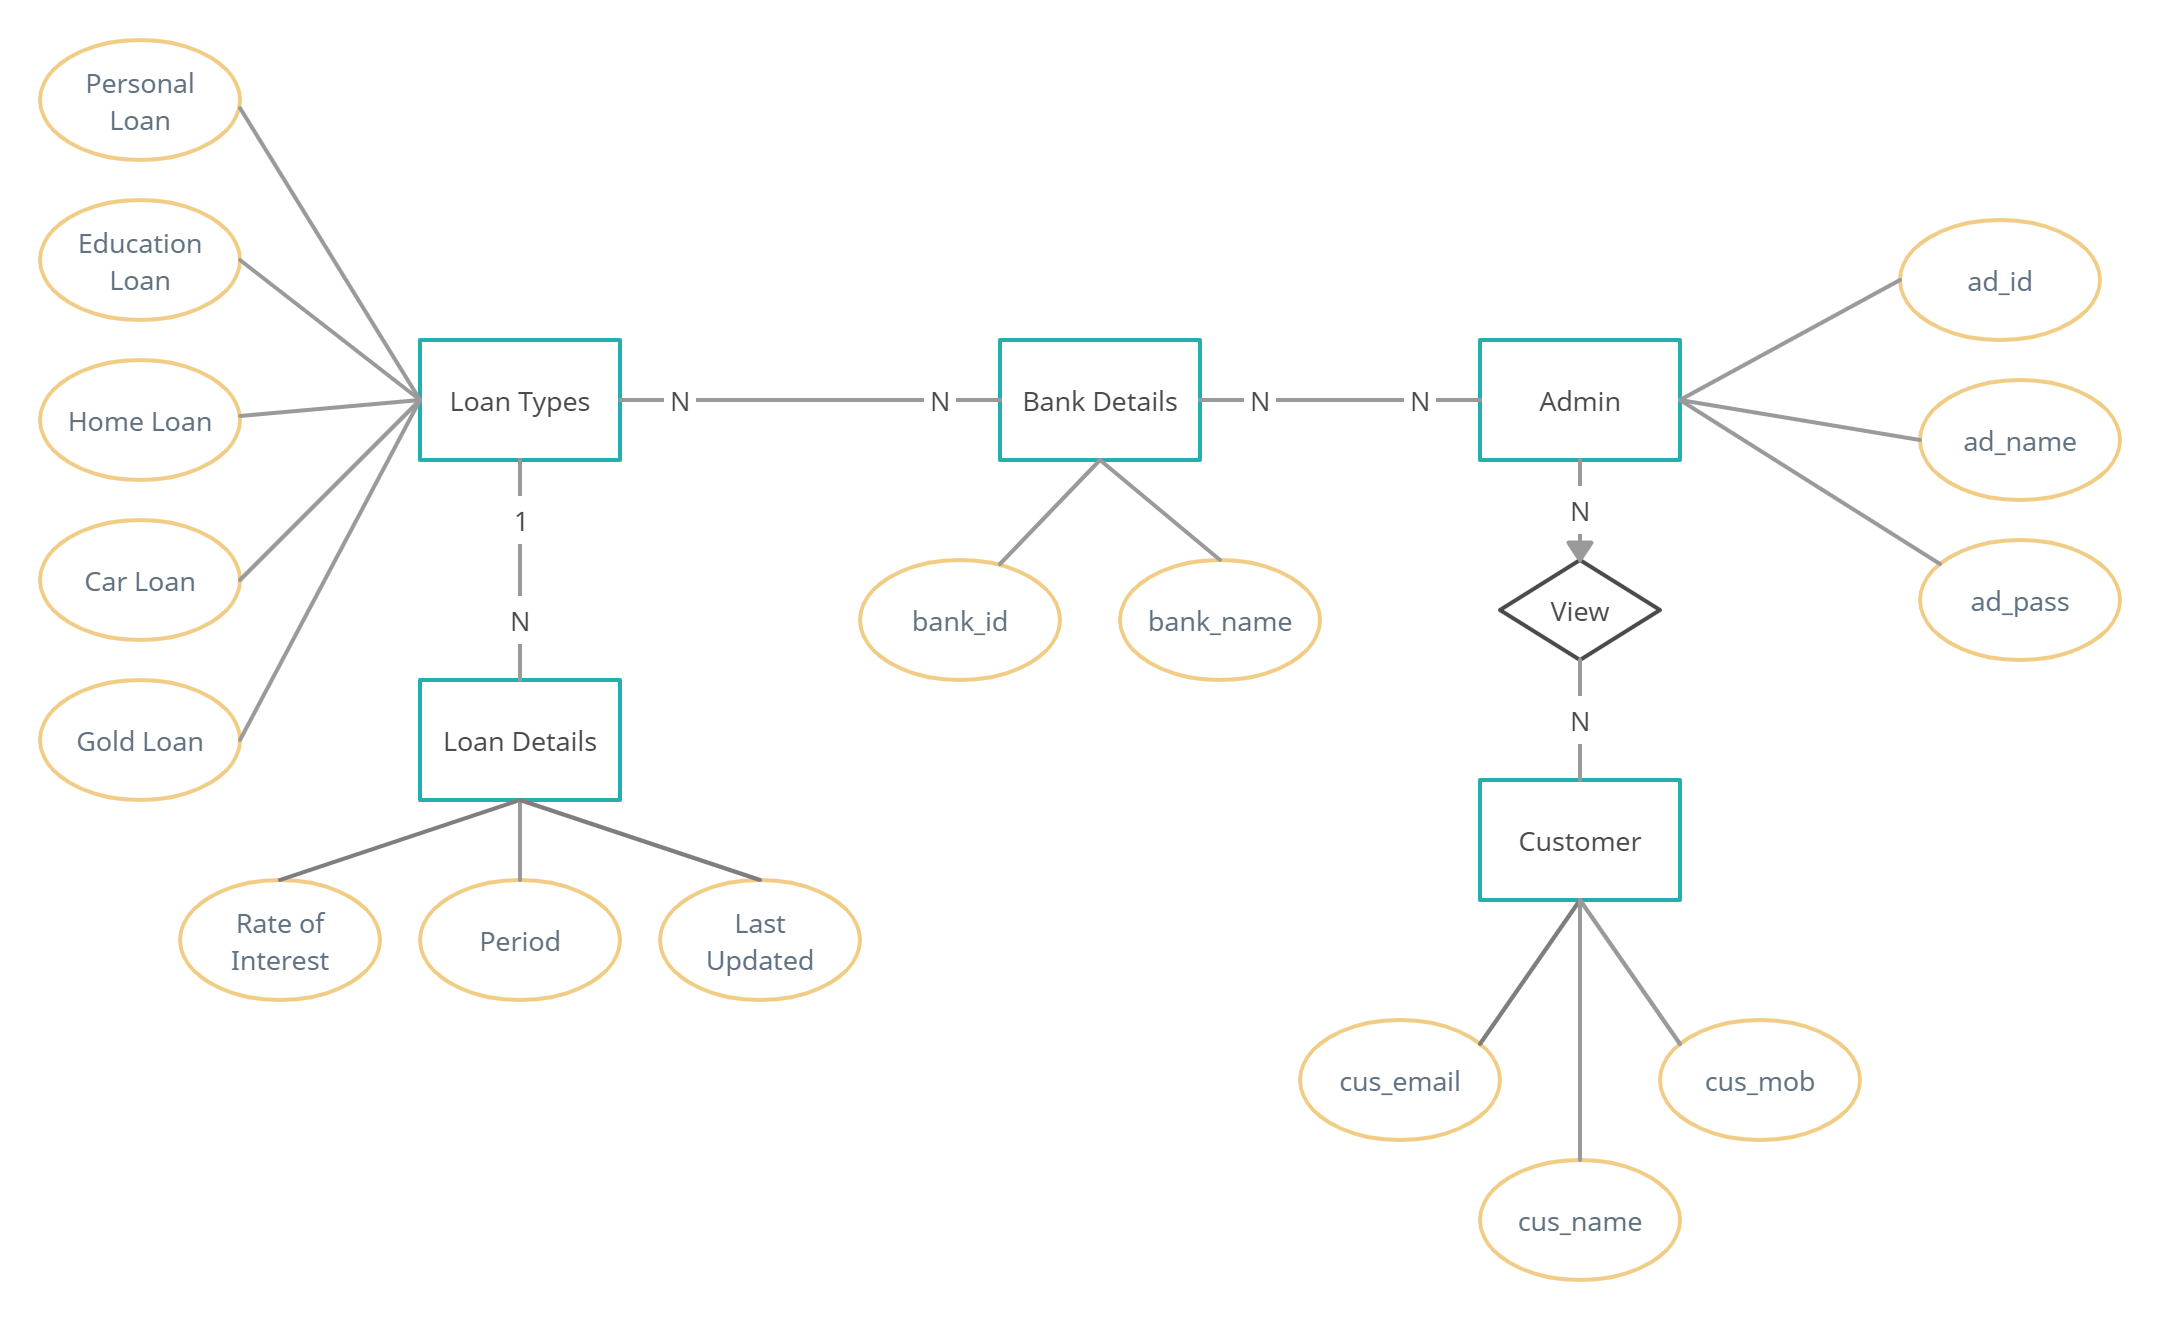 Personal
Loan
Education
Loan
Home Loan
Car Loan
Gold Loan
Loan Types
N
N
Bank Details
N
N
Admin
ad_id
ad_name
ad_pass
1
N
Loan Details
Rate of
Interest
Period
Last
Updated
bank_id
bank_name
N
View
N
Customer
cus_email
cus_name
cus_mob